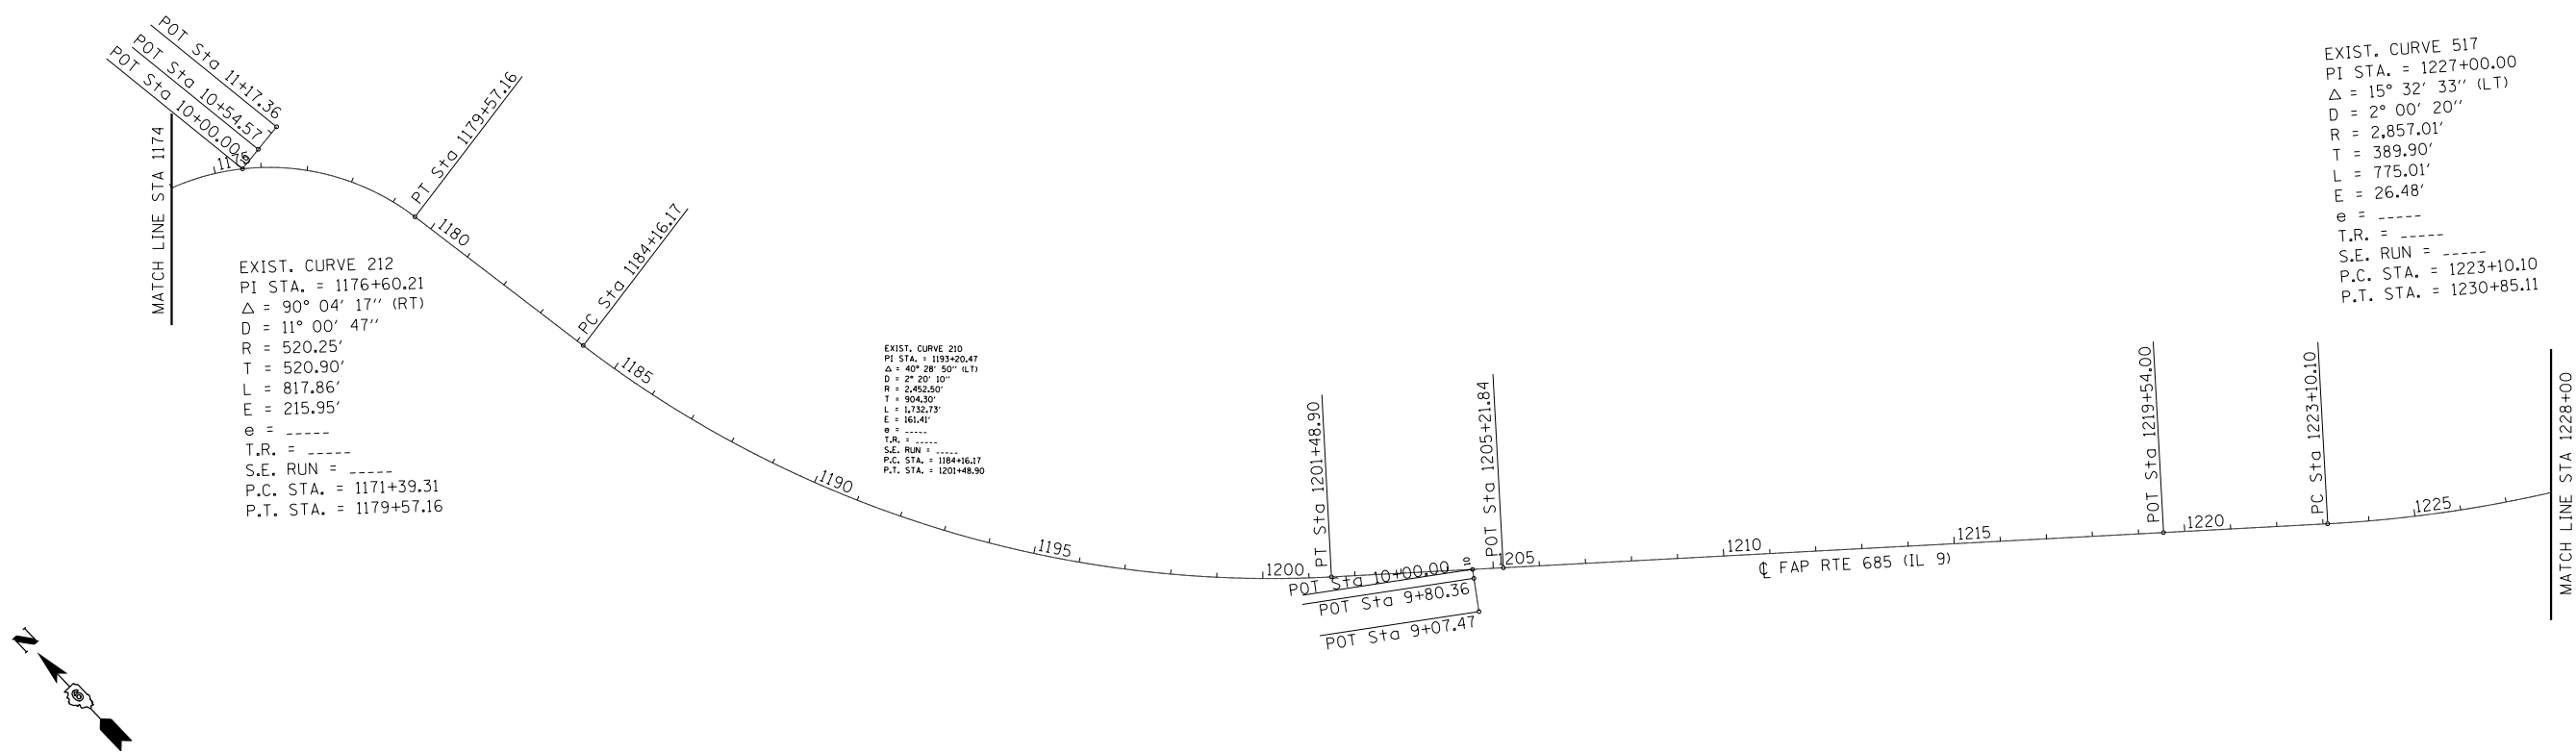 POT Sta 11+17.36
POT Sta 10+54.57
POT Sta 10+00.00
10
MATCH LINE STA 1174
PT Sta 1179+57.16
1180
PC Sta 1184+16.17
1185
EXIST. CURVE 212
PI STA. = 1176+60.21
△ = 90° 04' 17'' (RT)
D = 11° 00' 47''
R = 520.25'
T = 520.90'
L = 817.86'
E = 215.95'
e = -----
T.R. = -----
S.E. RUN = -----
P.C. STA. = 1171+39.31
P.T. STA. = 1179+57.16
EXIST. CURVE 210
PI STA. = 1193+20.47
△ = 40° 28' 50'' (LT)
D = 2° 20' 10''
R = 2,452.50'
T = 904.30'
L = 1,732.73'
E = 161.41'
e = -----
T.R. = -----
S.E. RUN = -----
P.C. STA. = 1184+16.17
P.T. STA. = 1201+48.90
1190
1195
1200
PT Sta 1201+48.90
POT Sta 10+00.00
10
POT Sta 9+80.36
POT Sta 9+07.47
POT Sta 1205+21.84
1205
1210
℄ FAP RTE 685 (IL 9)
1215
POT Sta 1219+54.00
1220
PC Sta 1223+10.10
1225
EXIST. CURVE 517
PI STA. = 1227+00.00
△ = 15° 32' 33'' (LT)
D = 2° 00' 20''
R = 2,857.01'
T = 389.90'
L = 775.01'
E = 26.48'
e = -----
T.R. = -----
S.E. RUN = -----
P.C. STA. = 1223+10.10
P.T. STA. = 1230+85.11
MATCH LINE STA 1228+00
N